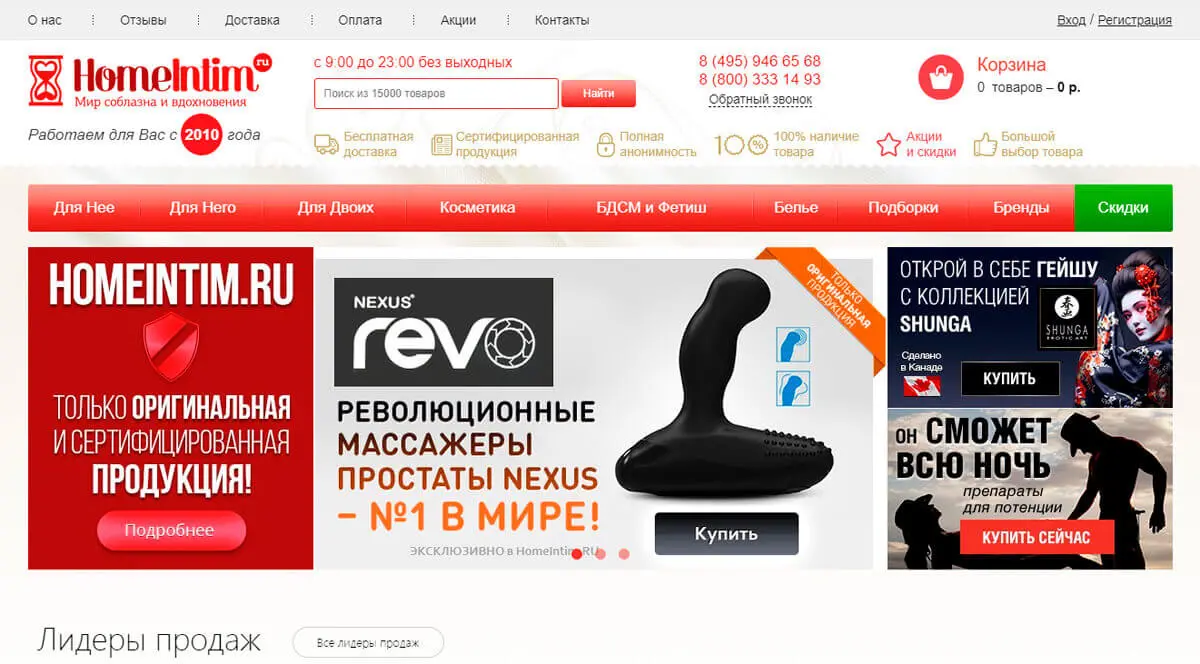 О нас
Отзывы
Доставка
Оплата
Акции
Контакты
Вход / Регистрация
HomeIntim ru
Мир соблазна и вдохновения
Работаем для Вас с 2010 года
с 9:00 до 23:00 без выходных
Поиск из 15000 товаров
Найти
8 (495) 946 65 68
8 (800) 333 14 93
Обратный звонок
Корзина
0 товаров – 0 р.
Бесплатная
доставка
Сертифицированная
продукция
Полная
анонимность
100%
100% наличие
товара
Акции
и скидки
Большой
выбор товара
Для Нее
Для Него
Для Двоих
Косметика
БДСМ и Фетиш
Белье
Подборки
Бренды
Скидки
HOMEINTIM.RU
ТОЛЬКО ОРИГИНАЛЬНАЯ
И СЕРТИФИЦИРОВАННАЯ
ПРОДУКЦИЯ!
Подробнее
NEXUS®
revo
РЕВОЛЮЦИОННЫЕ
МАССАЖЕРЫ
ПРОСТАТЫ NEXUS
– №1 В МИРЕ!
ЭКСКЛЮЗИВНО в HomeIntim.RU
ТОЛЬКО
ОРИГИНАЛЬНАЯ
ПРОДУКЦИЯ
Купить
ОТКРОЙ В СЕБЕ ГЕЙШУ
С КОЛЛЕКЦИЕЙ
SHUNGA
春
SHUNGA
EROTIC ART
Сделано
в Канаде
КУПИТЬ
ОН СМОЖЕТ
ВСЮ НОЧЬ
препараты
для потенции
КУПИТЬ СЕЙЧАС
Лидеры продаж
Все лидеры продаж